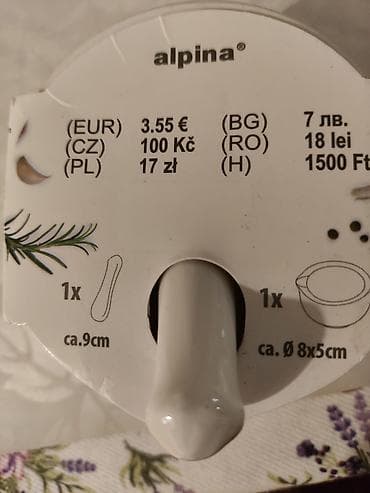 alpina®
(EUR) 3.55 € (BG) 7 лв.
(CZ) 100 Kč (RO) 18 lei
(PL) 17 zł (H) 1500 Ft
1x 1x
ca.9cm ca. Ø 8x5cm